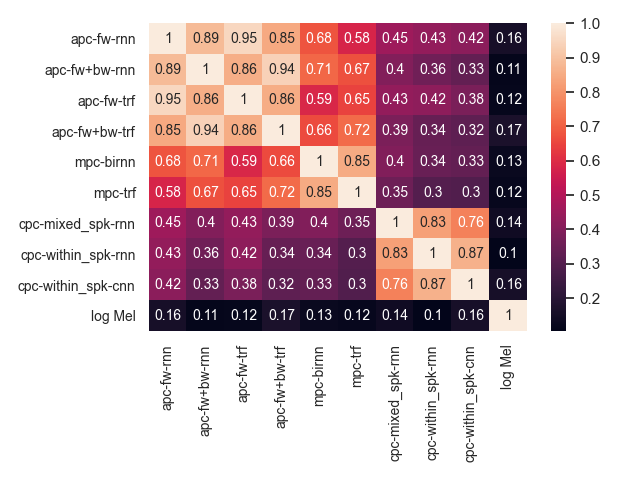 apc-fw-rnn 1 0.89 0.95 0.85 0.68 0.58 0.45 0.43 0.42 0.16
apc-fw+bw-rnn 0.89 1 0.86 0.94 0.71 0.67 0.4 0.36 0.33 0.11
apc-fw-trf 0.95 0.86 1 0.86 0.59 0.65 0.43 0.42 0.38 0.12
apc-fw+bw-trf 0.85 0.94 0.86 1 0.66 0.72 0.39 0.34 0.32 0.17
mpc-birnn 0.68 0.71 0.59 0.66 1 0.85 0.4 0.34 0.33 0.13
mpc-trf 0.58 0.67 0.65 0.72 0.85 1 0.35 0.3 0.3 0.12
cpc-mixed_spk-rnn 0.45 0.4 0.43 0.39 0.4 0.35 1 0.83 0.76 0.14
cpc-within_spk-rnn 0.43 0.36 0.42 0.34 0.34 0.3 0.83 1 0.87 0.1
cpc-within_spk-cnn 0.42 0.33 0.38 0.32 0.33 0.3 0.76 0.87 1 0.16
log Mel 0.16 0.11 0.12 0.17 0.13 0.12 0.14 0.1 0.16 1
apc-fw-rnn
apc-fw+bw-rnn
apc-fw-trf
apc-fw+bw-trf
mpc-birnn
mpc-trf
cpc-mixed_spk-rnn
cpc-within_spk-rnn
cpc-within_spk-cnn
log Mel
1.0
0.9
0.8
0.7
0.6
0.5
0.4
0.3
0.2